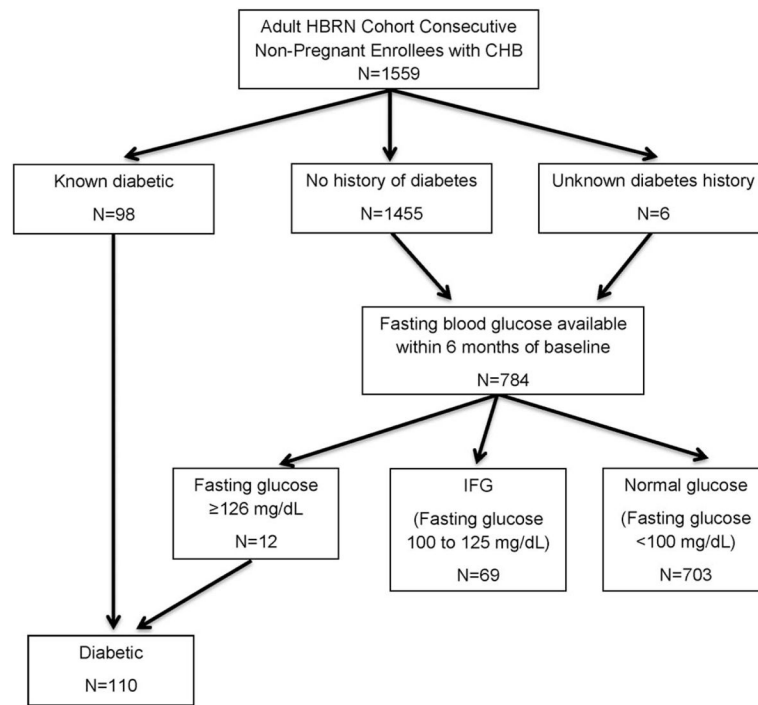 Adult HBRN Cohort Consecutive
Non-Pregnant Enrollees with CHB
N=1559
Known diabetic
N=98
No history of diabetes
N=1455
Unknown diabetes history
N=6
Fasting blood glucose available
within 6 months of baseline
N=784
Fasting glucose
≥126 mg/dL
N=12
IFG
(Fasting glucose
100 to 125 mg/dL)
N=69
Normal glucose
(Fasting glucose
<100 mg/dL)
N=703
Diabetic
N=110